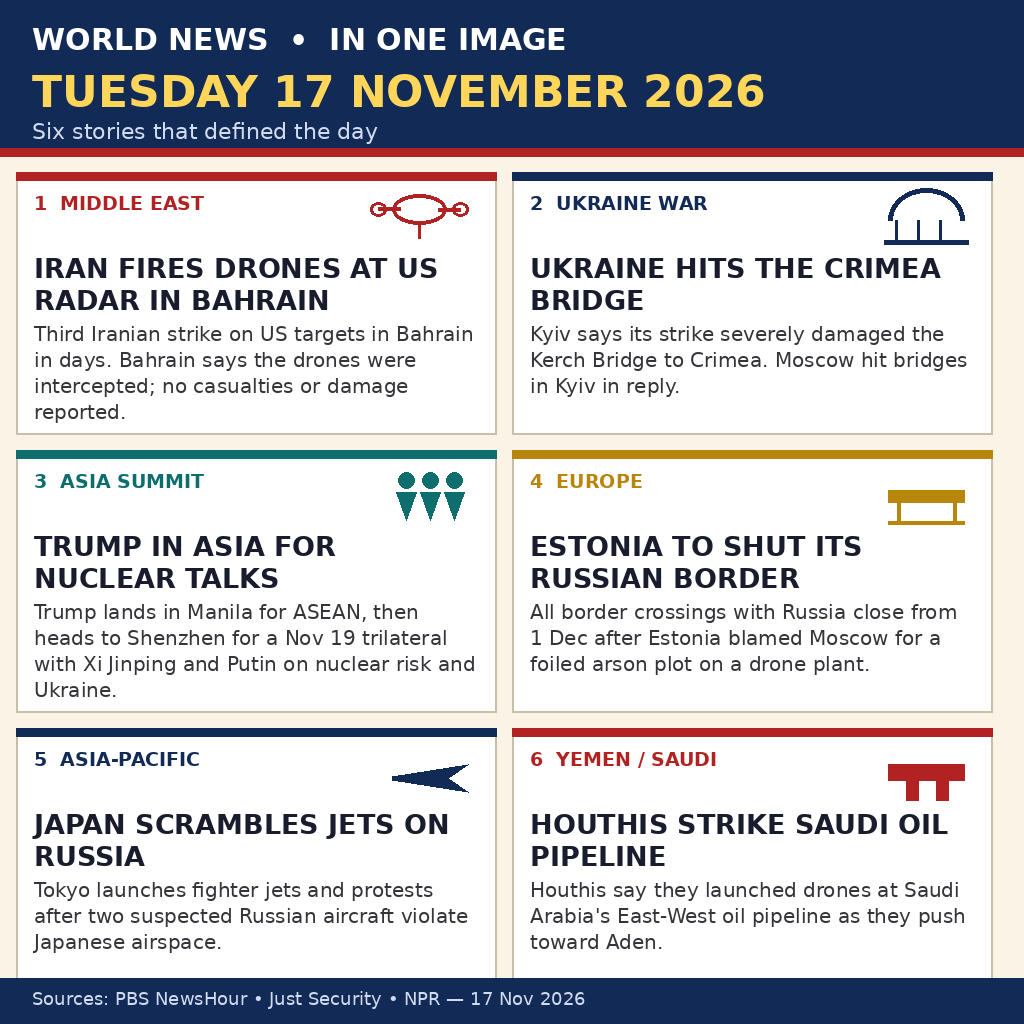 WORLD NEWS • IN ONE IMAGE
TUESDAY 17 NOVEMBER 2026
Six stories that defined the day
1 MIDDLE EAST
IRAN FIRES DRONES AT US
RADAR IN BAHRAIN
Third Iranian strike on US targets in Bahrain
in days. Bahrain says the drones were
intercepted; no casualties or damage
reported.
2 UKRAINE WAR
UKRAINE HITS THE CRIMEA
BRIDGE
Kyiv says its strike severely damaged the
Kerch Bridge to Crimea. Moscow hit bridges
in Kyiv in reply.
3 ASIA SUMMIT
TRUMP IN ASIA FOR
NUCLEAR TALKS
Trump lands in Manila for ASEAN, then
heads to Shenzhen for a Nov 19 trilateral
with Xi Jinping and Putin on nuclear risk and
Ukraine.
4 EUROPE
ESTONIA TO SHUT ITS
RUSSIAN BORDER
All border crossings with Russia close from
1 Dec after Estonia blamed Moscow for a
foiled arson plot on a drone plant.
5 ASIA-PACIFIC
JAPAN SCRAMBLES JETS ON
RUSSIA
Tokyo launches fighter jets and protests
after two suspected Russian aircraft violate
Japanese airspace.
6 YEMEN / SAUDI
HOUTHIS STRIKE SAUDI OIL
PIPELINE
Houthis say they launched drones at Saudi
Arabia's East-West oil pipeline as they push
toward Aden.
Sources: PBS NewsHour • Just Security • NPR — 17 Nov 2026